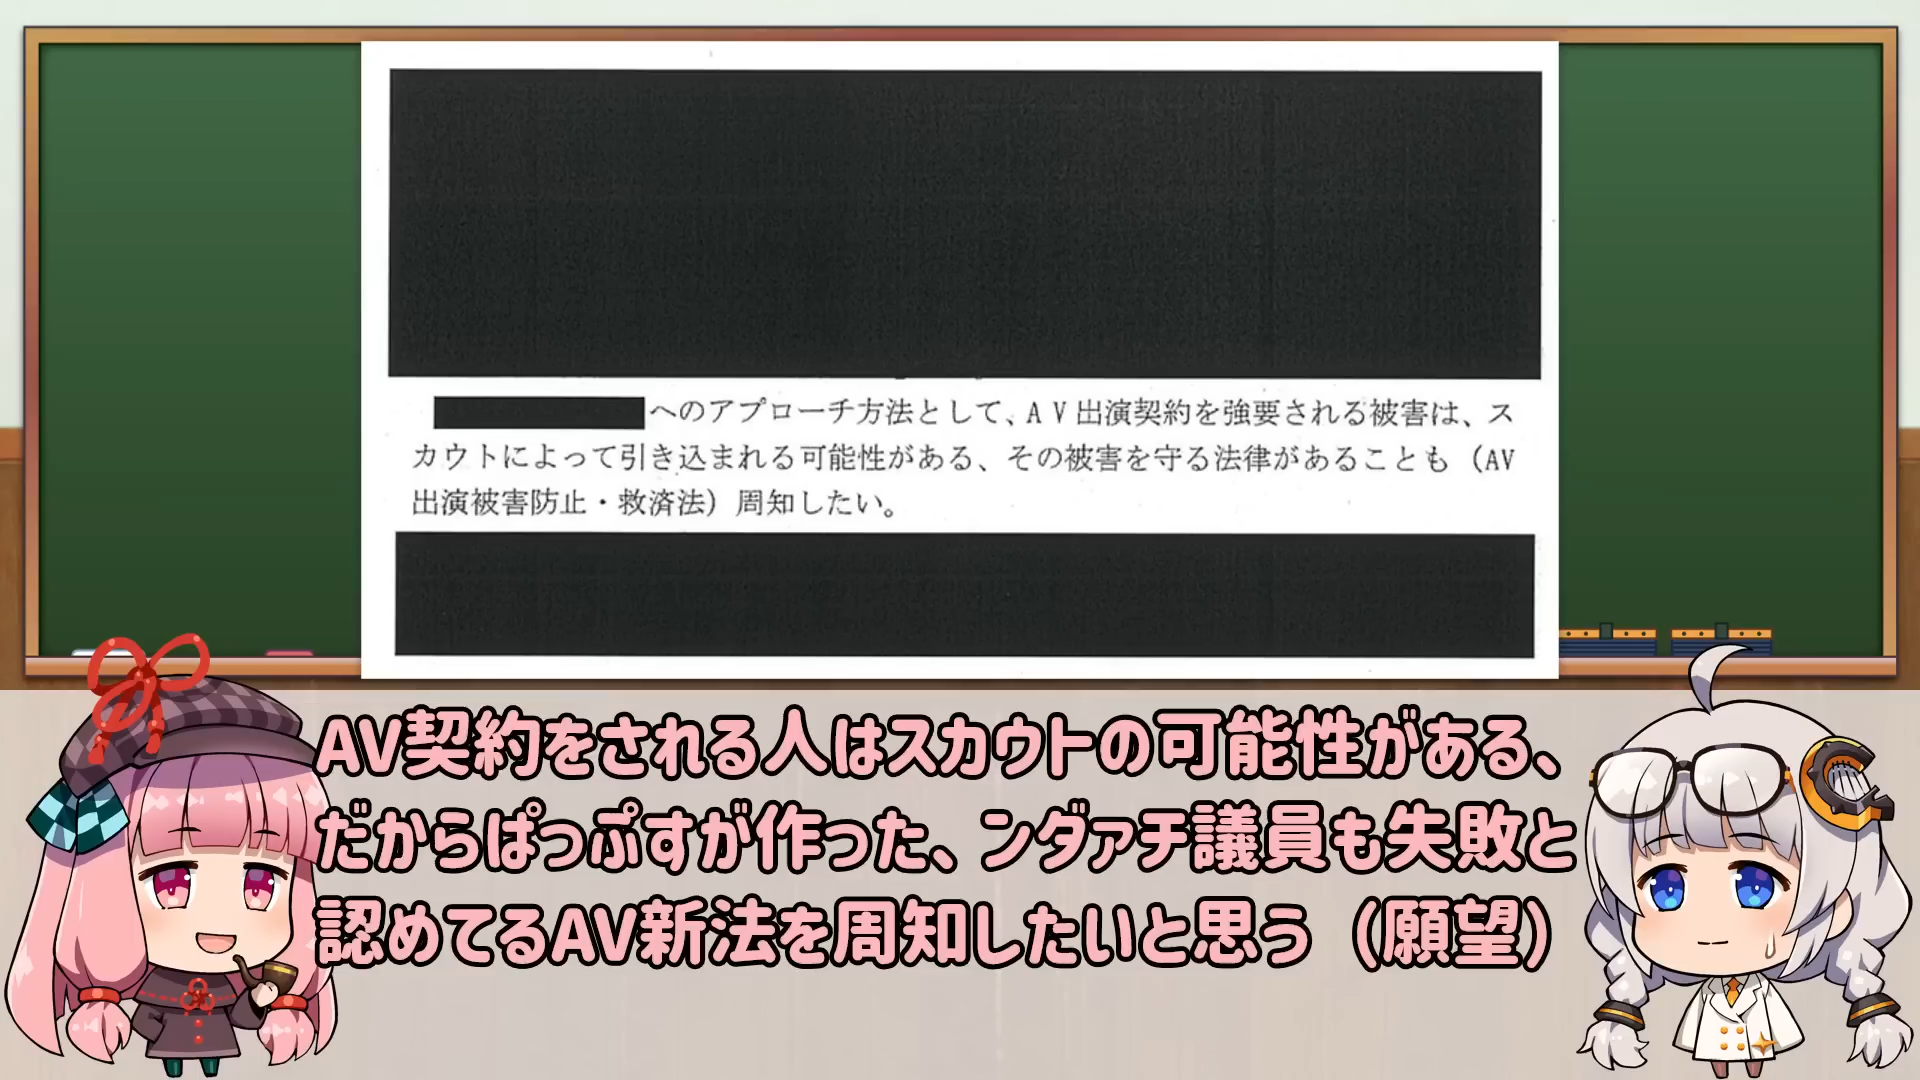 へのアプローチ方法として、AV出演契約を強要される被害は、ス
カウトによって引き込まれる可能性がある、その被害を守る法律があることも（AV
出演被害防止・救済法）周知したい。
AV契約をされる人はスカウトの可能性がある、
だからぱっぷすが作った、ンダァチ議員も失敗と
認めてるAV新法を周知したいと思う（願望）